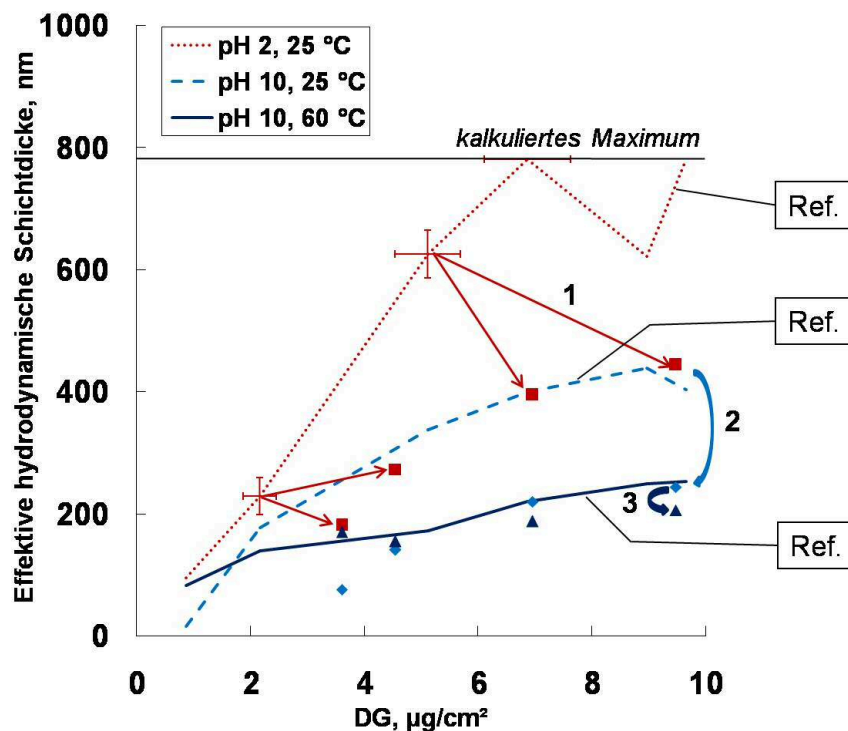 Effektive hydrodynamische Schichtdicke, nm
1000
800
600
400
200
0
pH 2, 25 °C
pH 10, 25 °C
pH 10, 60 °C
kalkuliertes Maximum
Ref.
1
Ref.
2
3
Ref.
0 2 4 6 8 10
DG, µg/cm²